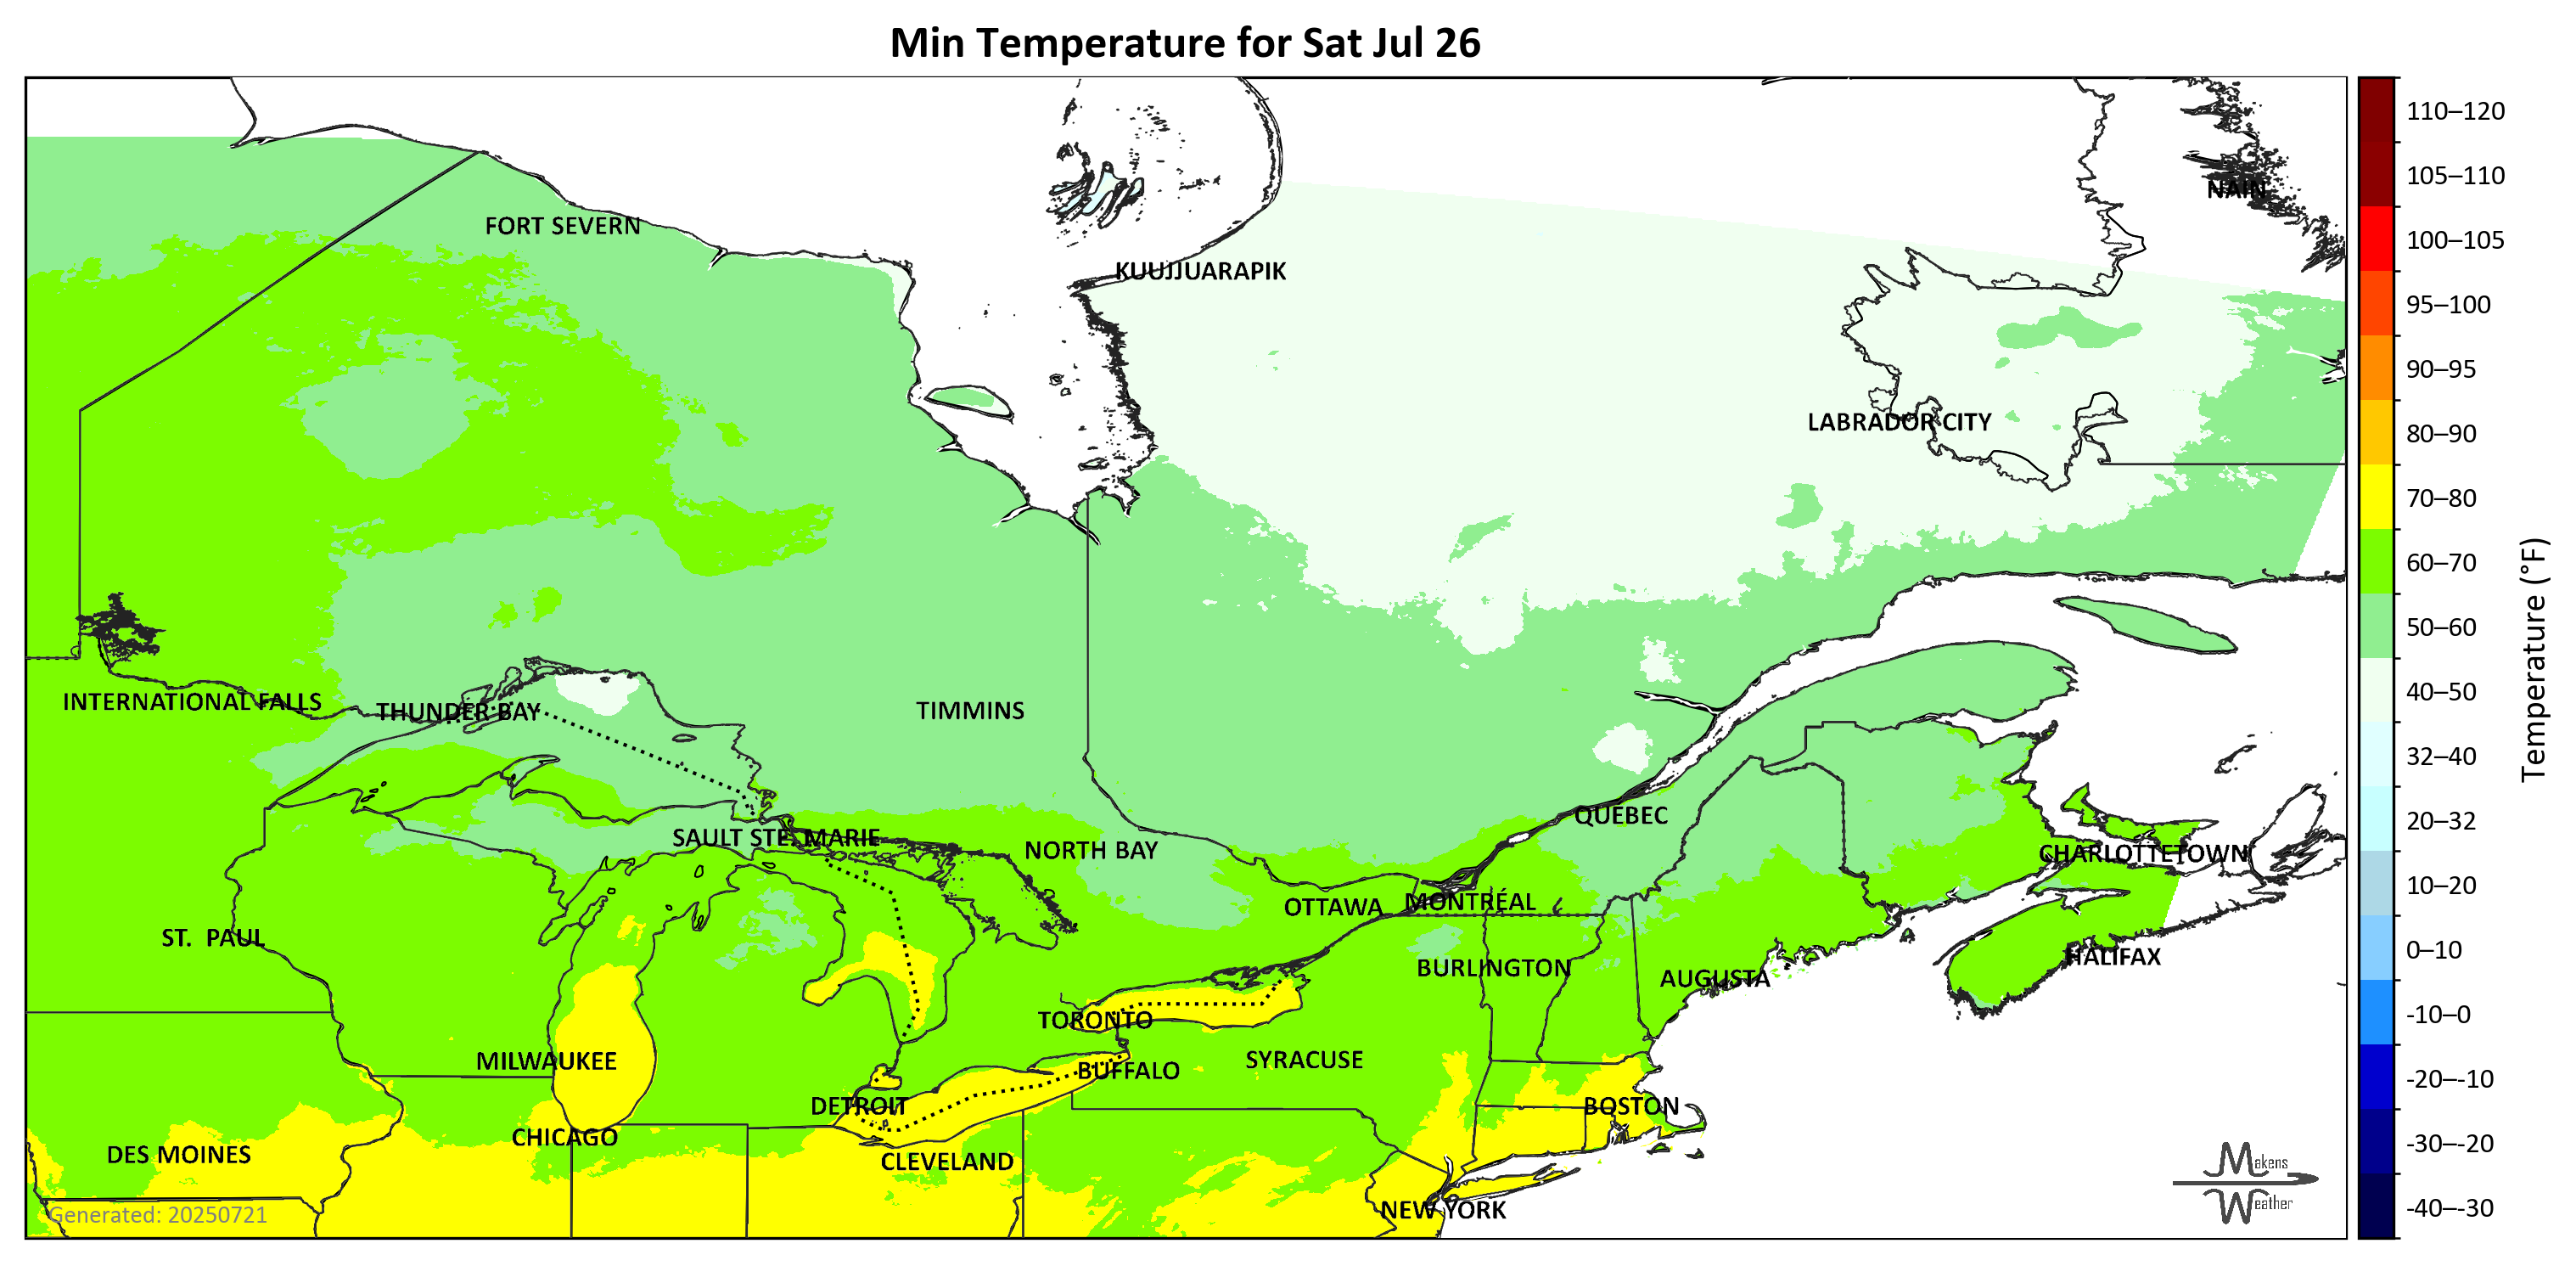 Min Temperature for Sat Jul 26
110–120
105–110
NAIN
FORT SEVERN
100–105
KUUJJUARAPIK
95–100
90–95
LABRADOR CITY
80–90
70–80
60–70
50–60
Temperature (°F)
40–50
INTERNATIONAL FALLS
THUNDER BAY
TIMMINS
32–40
QUEBEC
20–32
SAULT STE. MARIE
NORTH BAY
CHARLOTTETOWN
10–20
OTTAWA
MONTRÉAL
ST.  PAUL
0–10
HALIFAX
BURLINGTON
AUGUSTA
-10–0
TORONTO
MILWAUKEE
SYRACUSE
BUFFALO
-20–-10
DETROIT
BOSTON
CHICAGO
-30–-20
DES MOINES
CLEVELAND
Makens
Weather
-40–-30
NEW YORK
Generated: 20250721